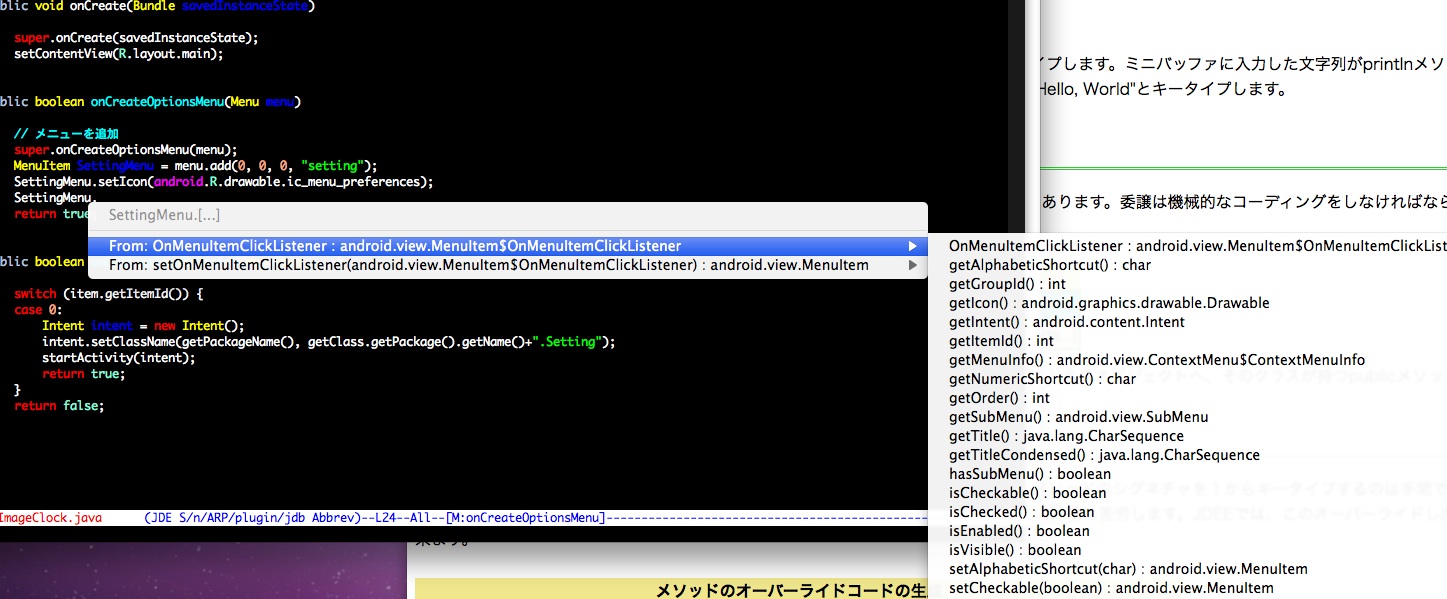 blic void onCreate(Bundle savedInstanceState)
super.onCreate(savedInstanceState);
setContentView(R.layout.main);
blic boolean onCreateOptionsMenu(Menu menu)
// メニューを追加
super.onCreateOptionsMenu(menu);
MenuItem SettingMenu = menu.add(0, 0, 0, "setting");
SettingMenu.setIcon(android.R.drawable.ic_menu_preferences);
SettingMenu.
return true
blic boolean
switch (item.getItemId()) {
case 0:
Intent intent = new Intent();
intent.setClassName(getPackageName(), getClass.getPackage().getName()+".Setting");
startActivity(intent);
return true;
}
return false;
ImageClock.java (JDE S/n/ARP/plugin/jdb Abbrev)--L24--All--[M:onCreateOptionsMenu]----------------------------------------------
SettingMenu.[...]
From: OnMenuItemClickListener : android.view.MenuItem$OnMenuItemClickListener
From: setOnMenuItemClickListener(android.view.MenuItem$OnMenuItemClickListener) : android.view.MenuItem
OnMenuItemClickListener : android.view.MenuItem$OnMenuItemClickList
getAlphabeticShortcut() : char
getGroupId() : int
getIcon() : android.graphics.drawable.Drawable
getIntent() : android.content.Intent
getItemId() : int
getMenuInfo() : android.view.ContextMenu$ContextMenuInfo
getNumericShortcut() : char
getOrder() : int
getSubMenu() : android.view.SubMenu
getTitle() : java.lang.CharSequence
getTitleCondensed() : java.lang.CharSequence
hasSubMenu() : boolean
isCheckable() : boolean
isChecked() : boolean
isEnabled() : boolean
isVisible() : boolean
setAlphabeticShortcut(char) : android.view.MenuItem
setCheckable(boolean) : android.view.MenuItem
イプします。ミニバッファに入力した文字列がprintlnメソ
Hello, World"とキータイプします。
あります。委譲は機械的なコーディングをしなければなら
メソッドのオーバーライドコードの生